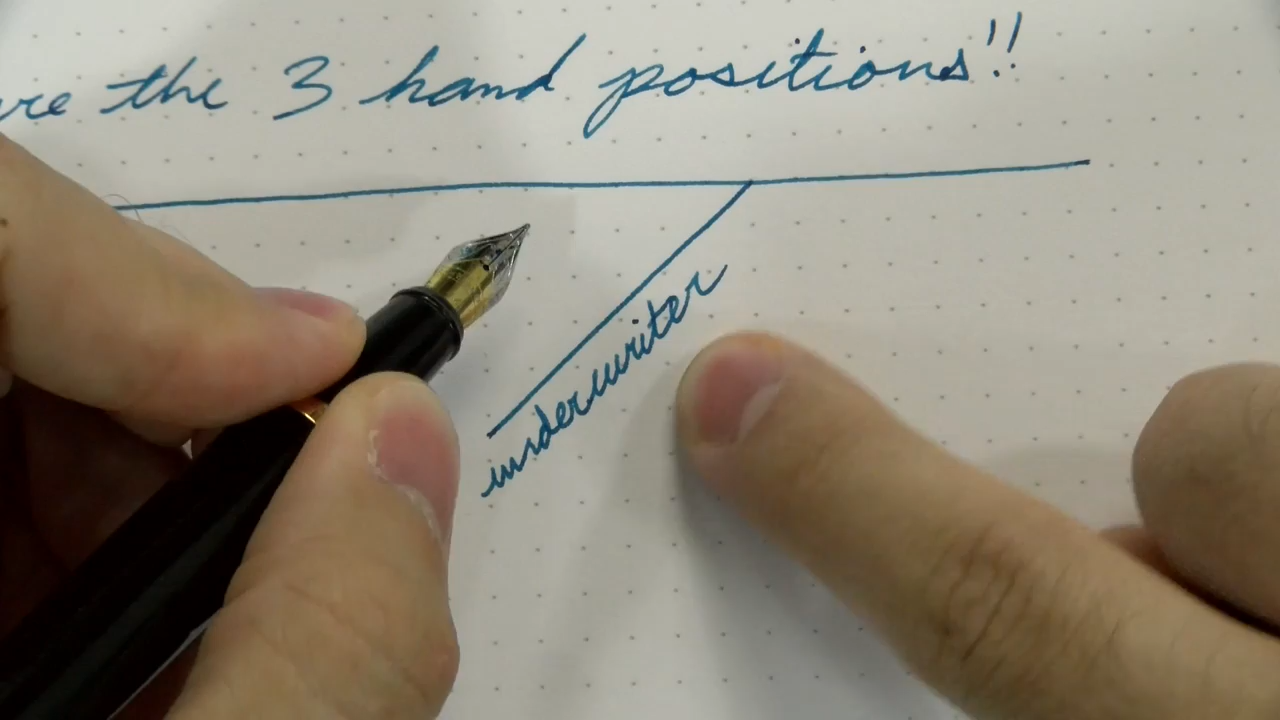 the 3 hand positions!!
underwriter